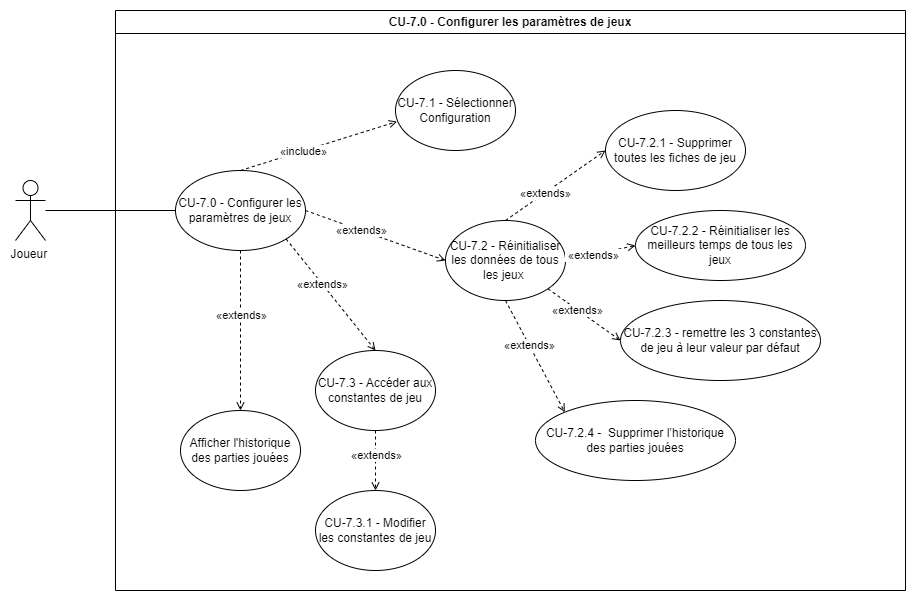 CU-7.0 - Configurer les paramètres de jeux
CU-7.1 - Sélectionner
Configuration
«include»
CU-7.2.1 - Supprimer
toutes les fiches de jeu
«extends»
Joueur
CU-7.0 - Configurer les
paramètres de jeux
«extends»
CU-7.2 - Réinitialiser
les données de tous
les jeux
«extends»
CU-7.2.2 - Réinitialiser les
meilleurs temps de tous les
jeux
«extends»
«extends»
«extends»
CU-7.2.3 - remettre les 3 constantes
de jeu à leur valeur par défaut
«extends»
CU-7.3 - Accéder aux
constantes de jeu
Afficher l'historique
des parties jouées
CU-7.2.4 - Supprimer l'historique
des parties jouées
«extends»
CU-7.3.1 - Modifier
les constantes de jeu